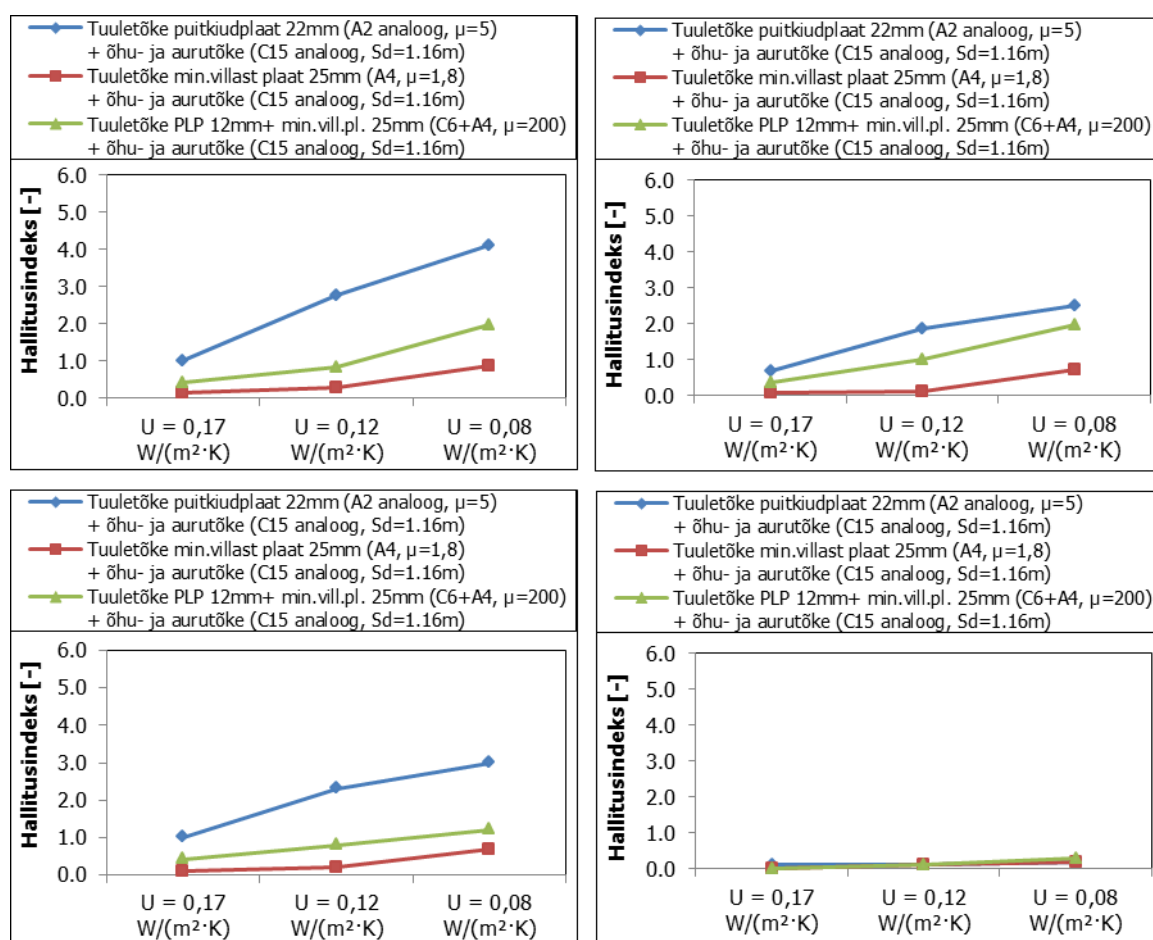 Tuuletõke puitkiudplaat 22mm (A2 analoog, µ=5)
+ õhu- ja aurutõke (C15 analoog, Sd=1.16m)
Tuuletõke min.villast plaat 25mm (A4, µ=1,8)
+ õhu- ja aurutõke (C15 analoog, Sd=1.16m)
Tuuletõke PLP 12mm+ min.vill.pl. 25mm (C6+A4, µ=200)
+ õhu- ja aurutõke (C15 analoog, Sd=1.16m)
Hallitusindeks [-]
6.0
5.0
4.0
3.0
2.0
1.0
0.0
U = 0,17
W/(m²·K)
U = 0,12
W/(m²·K)
U = 0,08
W/(m²·K)
Tuuletõke puitkiudplaat 22mm (A2 analoog, µ=5)
+ õhu- ja aurutõke (C15 analoog, Sd=1.16m)
Tuuletõke min.villast plaat 25mm (A4, µ=1,8)
+ õhu- ja aurutõke (C15 analoog, Sd=1.16m)
Tuuletõke PLP 12mm+ min.vill.pl. 25mm (C6+A4, µ=200)
+ õhu- ja aurutõke (C15 analoog, Sd=1.16m)
Hallitusindeks [-]
6.0
5.0
4.0
3.0
2.0
1.0
0.0
U = 0,17
W/(m²·K)
U = 0,12
W/(m²·K)
U = 0,08
W/(m²·K)
Tuuletõke puitkiudplaat 22mm (A2 analoog, µ=5)
+ õhu- ja aurutõke (C15 analoog, Sd=1.16m)
Tuuletõke min.villast plaat 25mm (A4, µ=1,8)
+ õhu- ja aurutõke (C15 analoog, Sd=1.16m)
Tuuletõke PLP 12mm+ min.vill.pl. 25mm (C6+A4, µ=200)
+ õhu- ja aurutõke (C15 analoog, Sd=1.16m)
Hallitusindeks [-]
6.0
5.0
4.0
3.0
2.0
1.0
0.0
U = 0,17
W/(m²·K)
U = 0,12
W/(m²·K)
U = 0,08
W/(m²·K)
Tuuletõke puitkiudplaat 22mm (A2 analoog, µ=5)
+ õhu- ja aurutõke (C15 analoog, Sd=1.16m)
Tuuletõke min.villast plaat 25mm (A4, µ=1,8)
+ õhu- ja aurutõke (C15 analoog, Sd=1.16m)
Tuuletõke PLP 12mm+ min.vill.pl. 25mm (C6+A4, µ=200)
+ õhu- ja aurutõke (C15 analoog, Sd=1.16m)
Hallitusindeks [-]
6.0
5.0
4.0
3.0
2.0
1.0
0.0
U = 0,17
W/(m²·K)
U = 0,12
W/(m²·K)
U = 0,08
W/(m²·K)